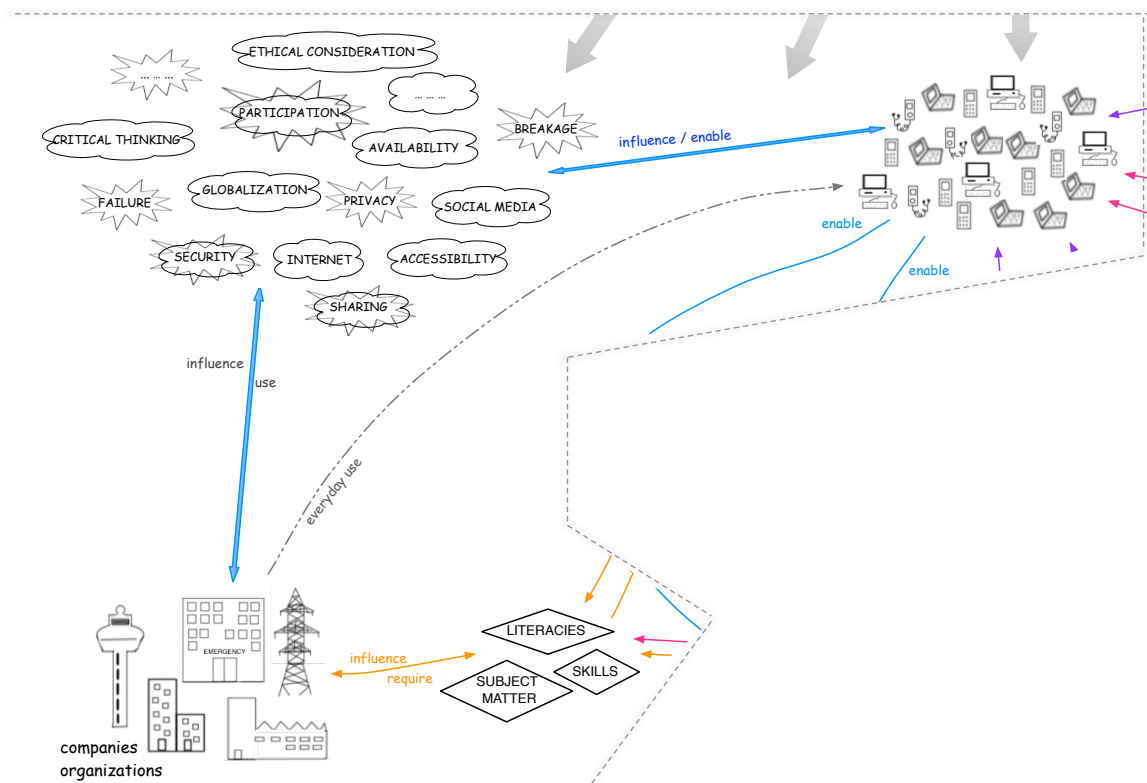 ETHICAL CONSIDERATION
... ... ...
... ... ...
PARTICIPATION
BREAKAGE
CRITICAL THINKING
AVAILABILITY
influence / enable
GLOBALIZATION
FAILURE
PRIVACY
SOCIAL MEDIA
enable
SECURITY
INTERNET
ACCESSIBILITY
enable
SHARING
influence
use
everyday use
LITERACIES
EMERGENCY
influence
require
SKILLS
SUBJECT
MATTER
companies
organizations